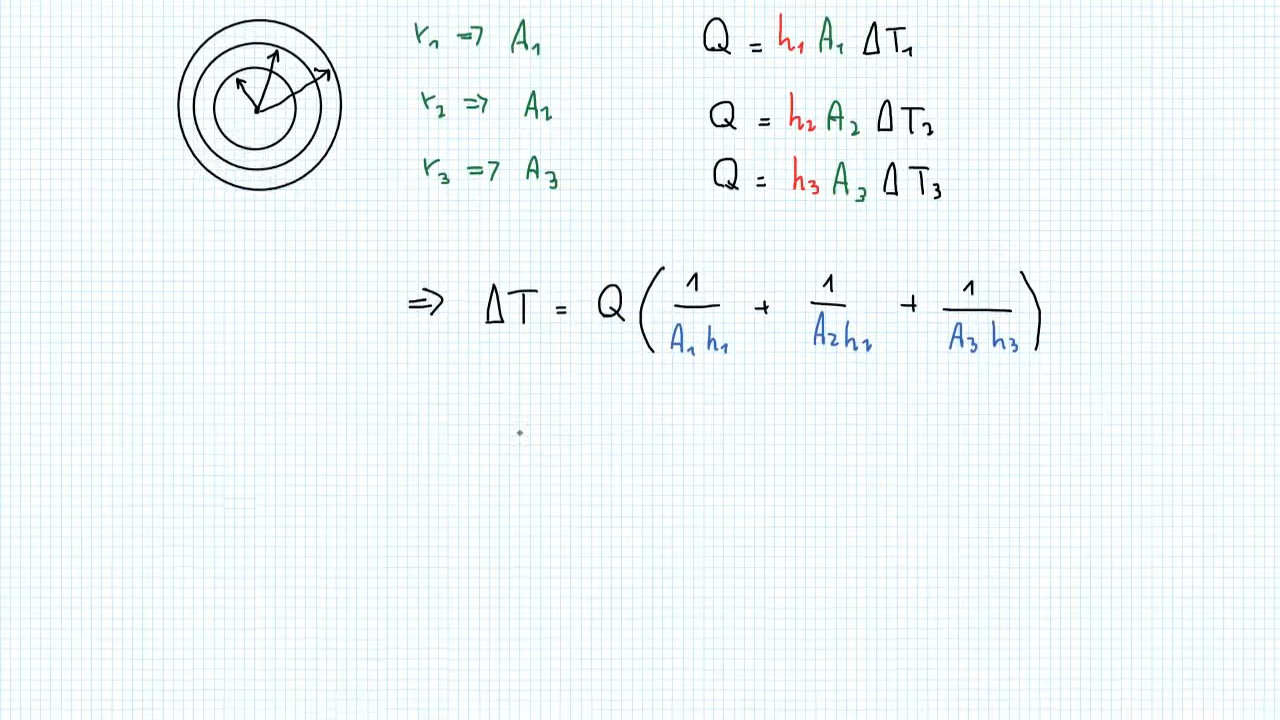 r₁ => A₁ Q = h₁ A₁ ΔT₁
r₂ => A₂ Q = h₂ A₂ ΔT₂
r₃ => A₃ Q = h₃ A₃ ΔT₃
=> ΔT = Q ( 1/(A₁ h₁) + 1/(A₂ h₂) + 1/(A₃ h₃) )